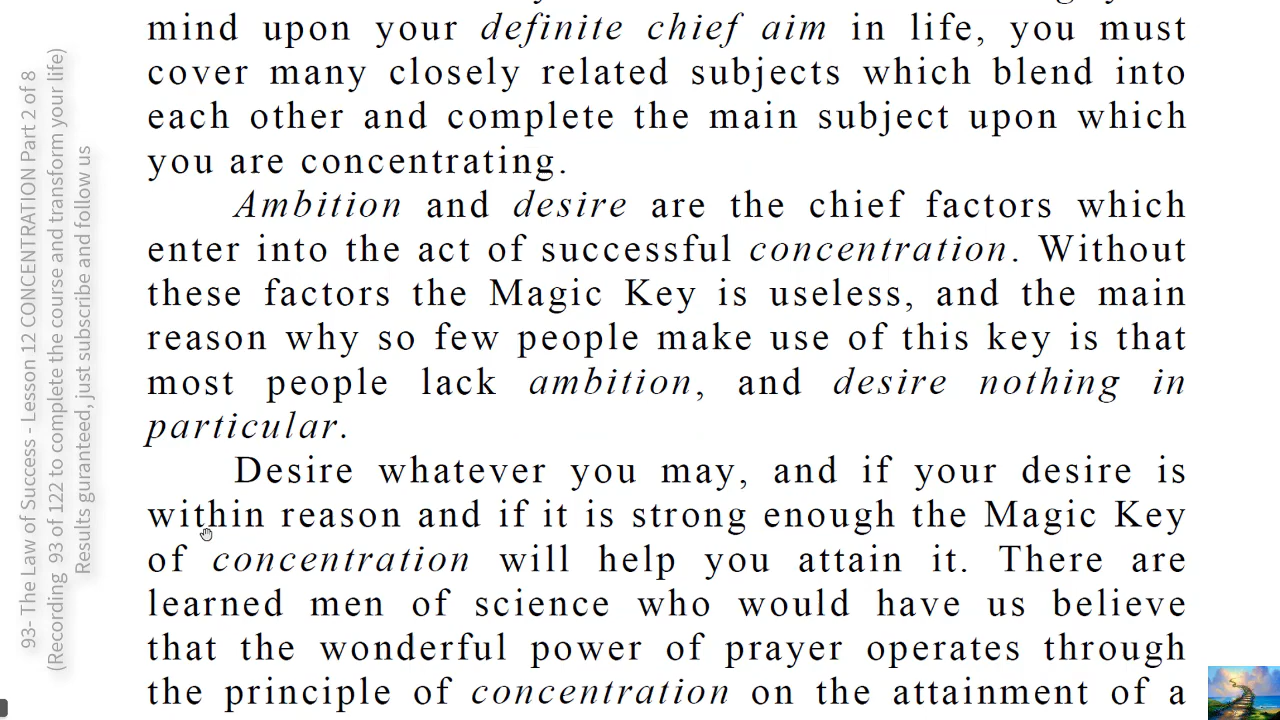 mind upon your definite chief aim in life, you must
cover many closely related subjects which blend into
each other and complete the main subject upon which
you are concentrating.
Ambition and desire are the chief factors which
enter into the act of successful concentration. Without
these factors the Magic Key is useless, and the main
reason why so few people make use of this key is that
most people lack ambition, and desire nothing in
particular.
Desire whatever you may, and if your desire is
within reason and if it is strong enough the Magic Key
of concentration will help you attain it. There are
learned men of science who would have us believe
that the wonderful power of prayer operates through
the principle of concentration on the attainment of a
93- The Law of Success - Lesson 12 CONCENTRATION Part 2 of 8
(Recording 93 of 122 to complete the course and transform your life)
Results guranteed, just subscribe and follow us